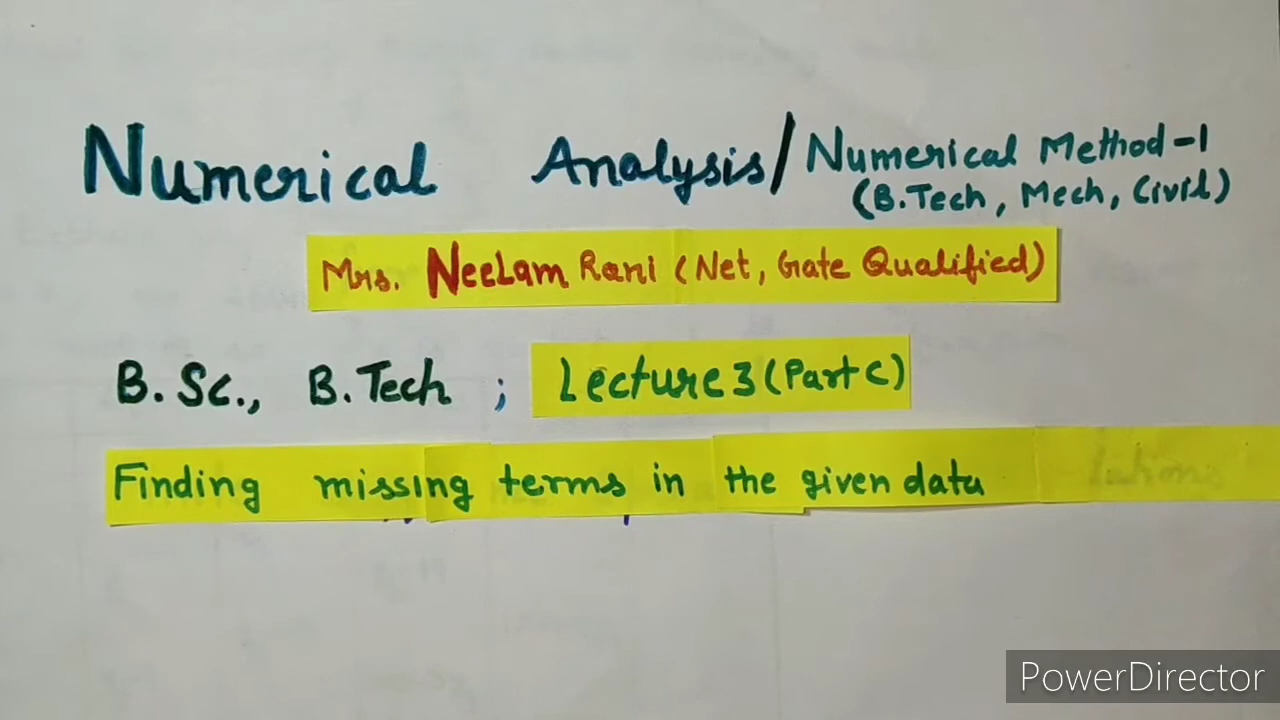 Numerical Analysis/ Numerical Method-1
(B.Tech, Mech, Civil)
Mrs. Neelam Rani (Net, Gate Qualified)
B.Sc., B.Tech ; Lecture 3 (Part C)
Finding missing terms in the given data
PowerDirector